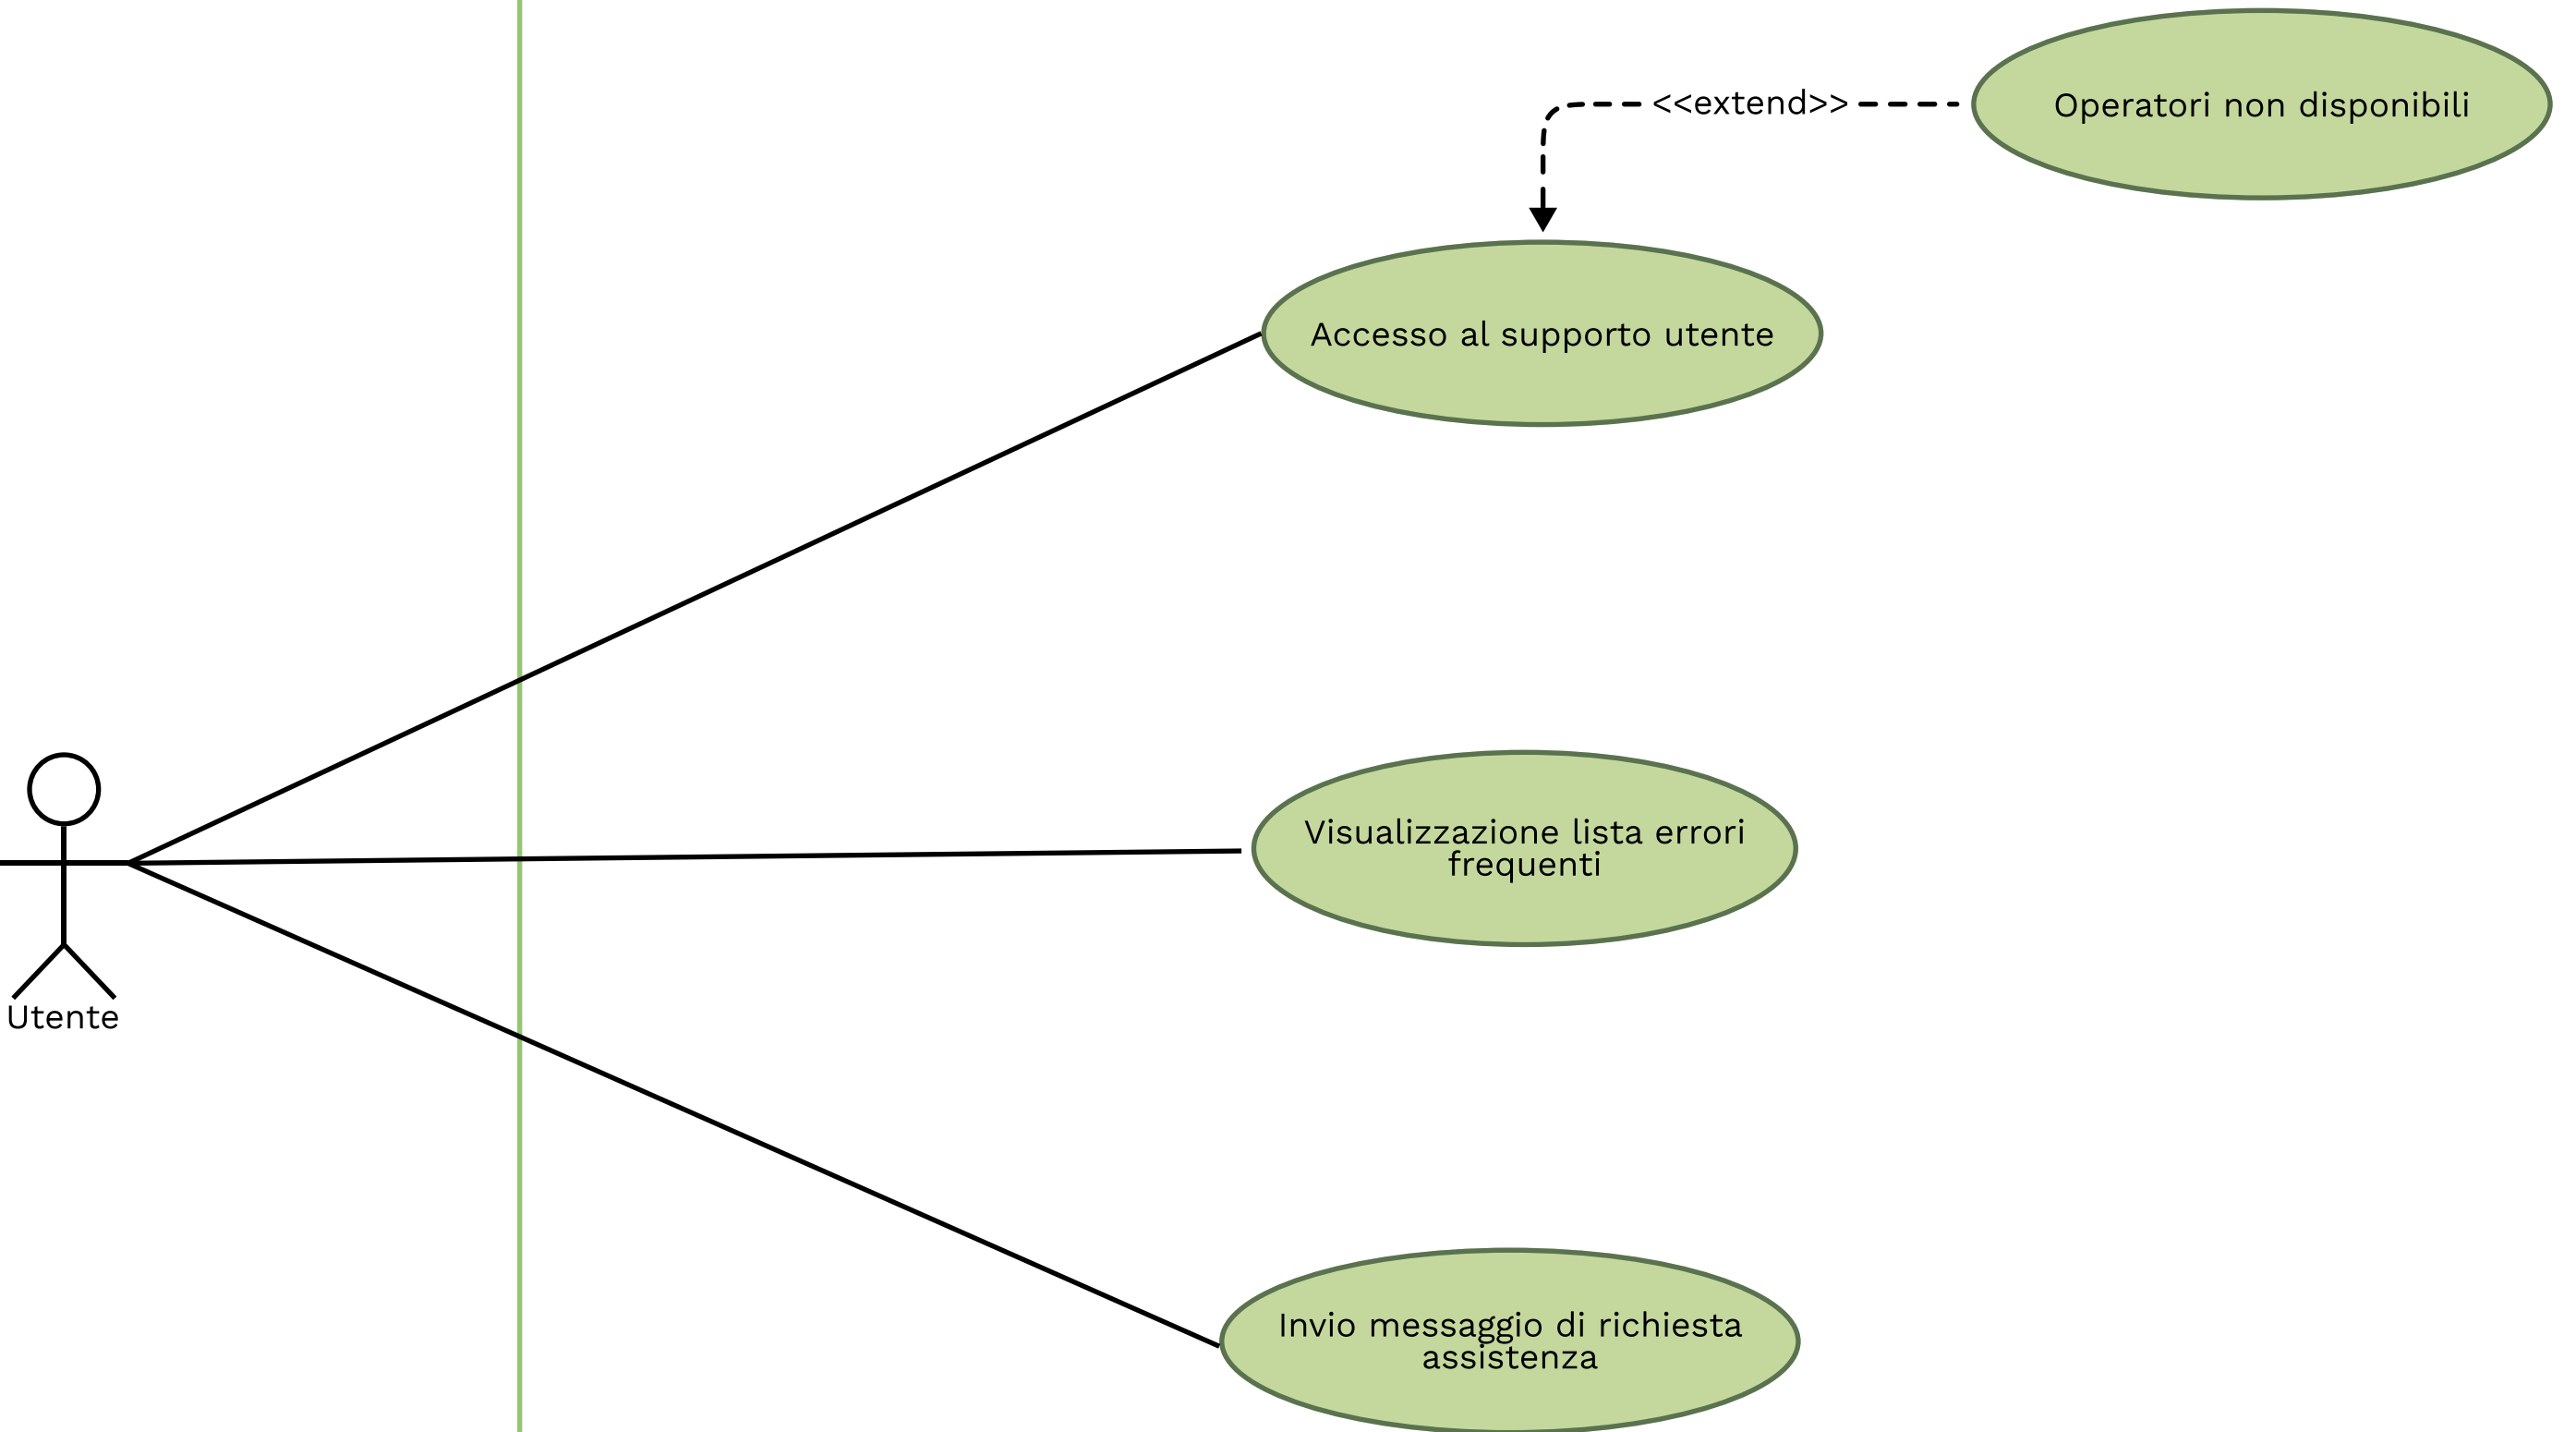 Operatori non disponibili
<<extend>>
Accesso al supporto utente
Visualizzazione lista errori
frequenti
Utente
Invio messaggio di richiesta
assistenza